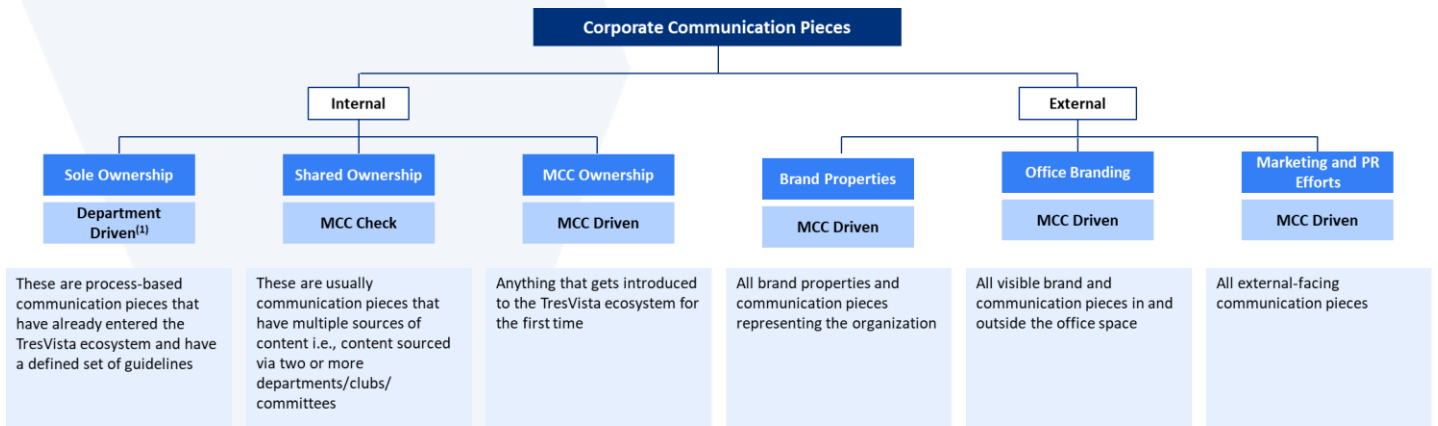 Corporate Communication Pieces
Internal
External
Sole Ownership
Shared Ownership
MCC Ownership
Brand Properties
Office Branding
Marketing and PR
Efforts
Department
Driven(1)
MCC Check
MCC Driven
MCC Driven
MCC Driven
MCC Driven
These are process-based
communication pieces that
have already entered the
TresVista ecosystem and have
a defined set of guidelines
These are usually
communication pieces that
have multiple sources of
content i.e., content sourced
via two or more
departments/clubs/
committees
Anything that gets introduced
to the TresVista ecosystem for
the first time
All brand properties and
communication pieces
representing the organization
All visible brand and
communication pieces in and
outside the office space
All external-facing
communication pieces